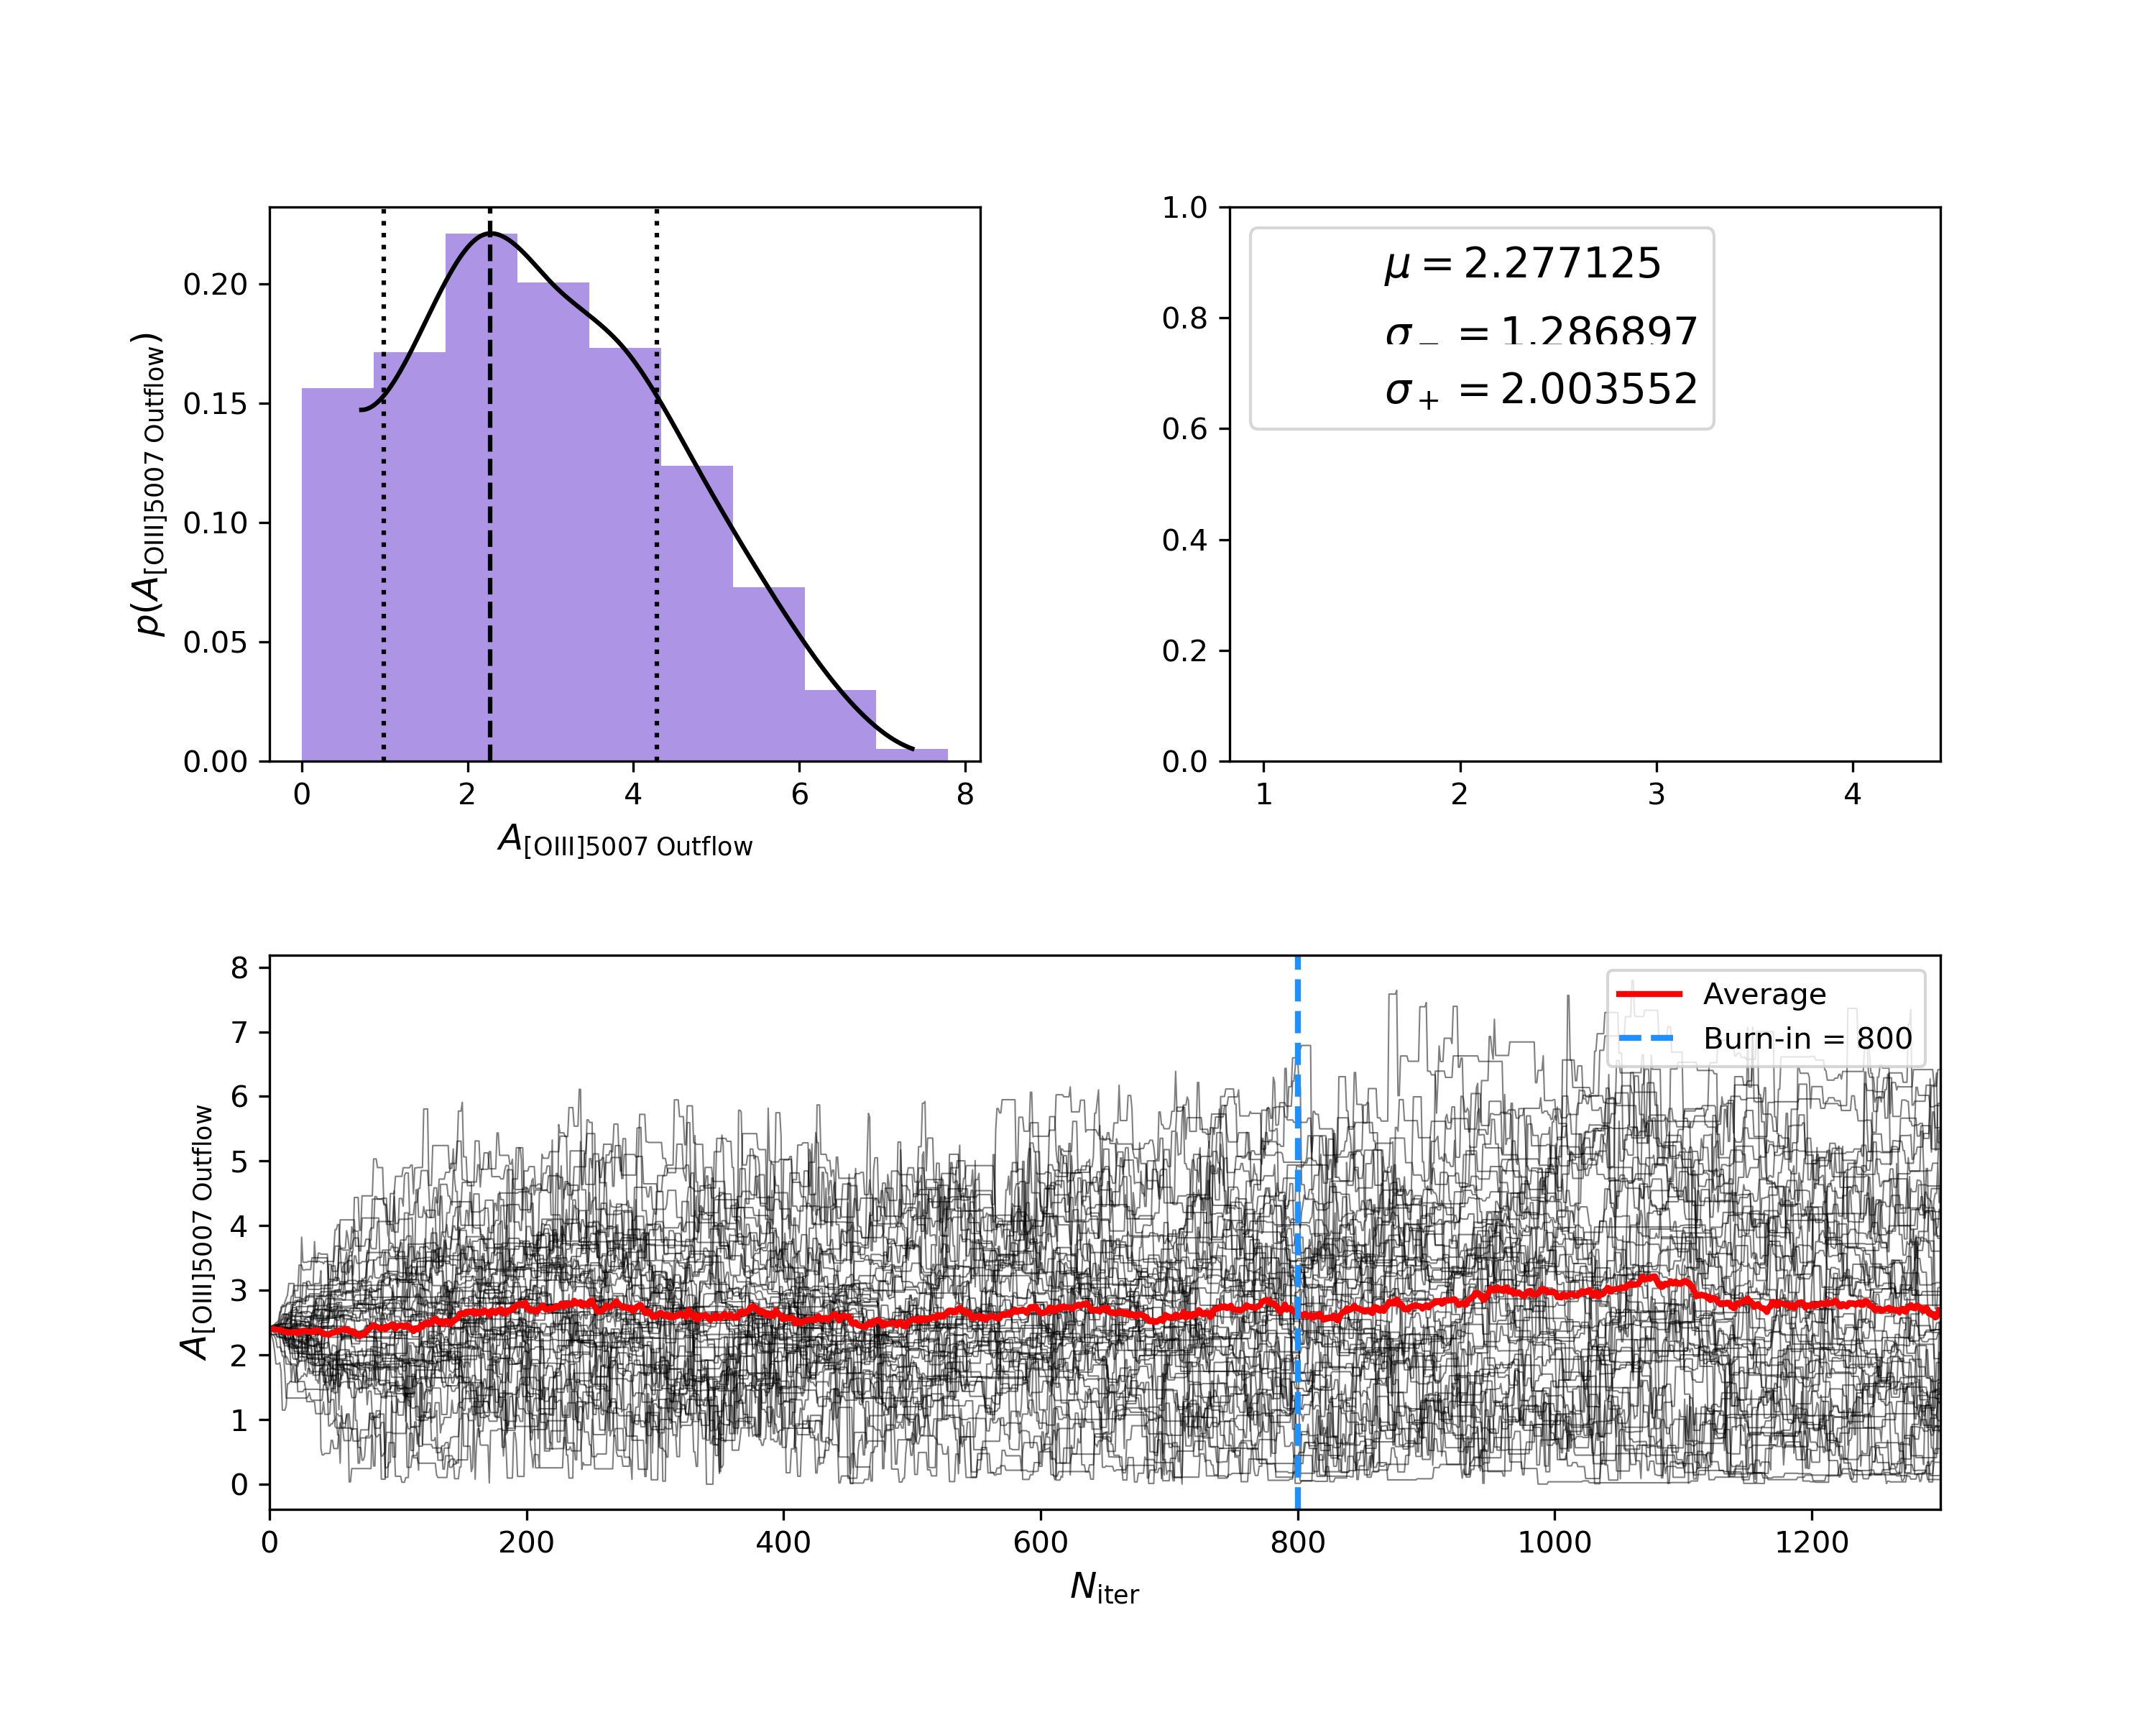 0.20
0.15
0.10
0.05
0.00
p(A[OIII]5007 Outflow)
0 2 4 6 8
A[OIII]5007 Outflow
1.0
0.8
0.6
0.4
0.2
0.0
μ = 2.277125
σ− = 1.286897
σ+ = 2.003552
1 2 3 4
8
7
6
5
4
3
2
1
0
A[OIII]5007 Outflow
Average
Burn-in = 800
0 200 400 600 800 1000 1200
Niter